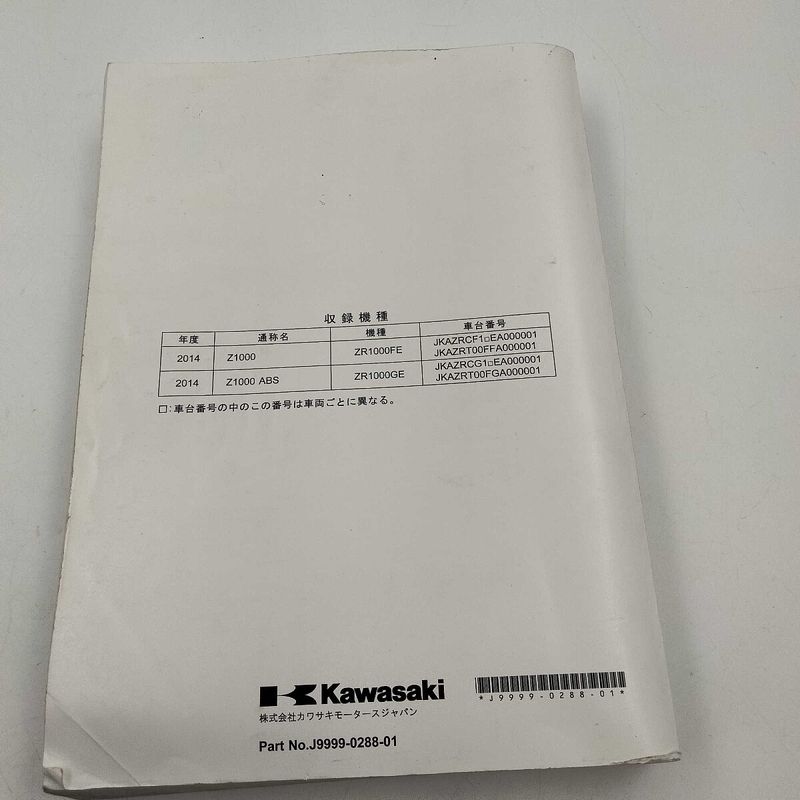 収録機種
年度 通称名 機種 車台番号
2014 Z1000 ZR1000FE JKAZRCF1□EA000001
JKAZRT00FFA000001
2014 Z1000 ABS ZR1000GE JKAZRCG1□EA000001
JKAZRT00FGA000001
□:車台番号の中のこの番号は車両ごとに異なる。
Kawasaki
*J9999-0288-01*
株式会社カワサキモータースジャパン
Part No.J9999-0288-01